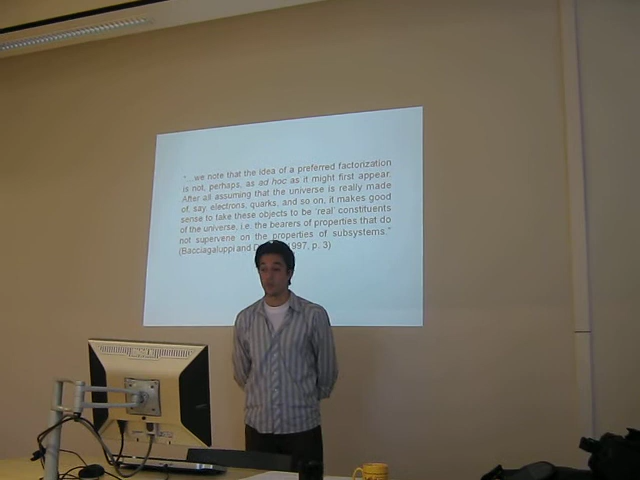 "...we note that the idea of a preferred factorization
is not, perhaps, as ad hoc as it might first appear.
After all assuming that the universe is really made
of, say, electrons, quarks, and so on, it makes good
sense to take these objects to be 'real' constituents
of the universe, i.e. the bearers of properties that do
not supervene on the properties of subsystems."
(Bacciagaluppi and 1997, p. 3)